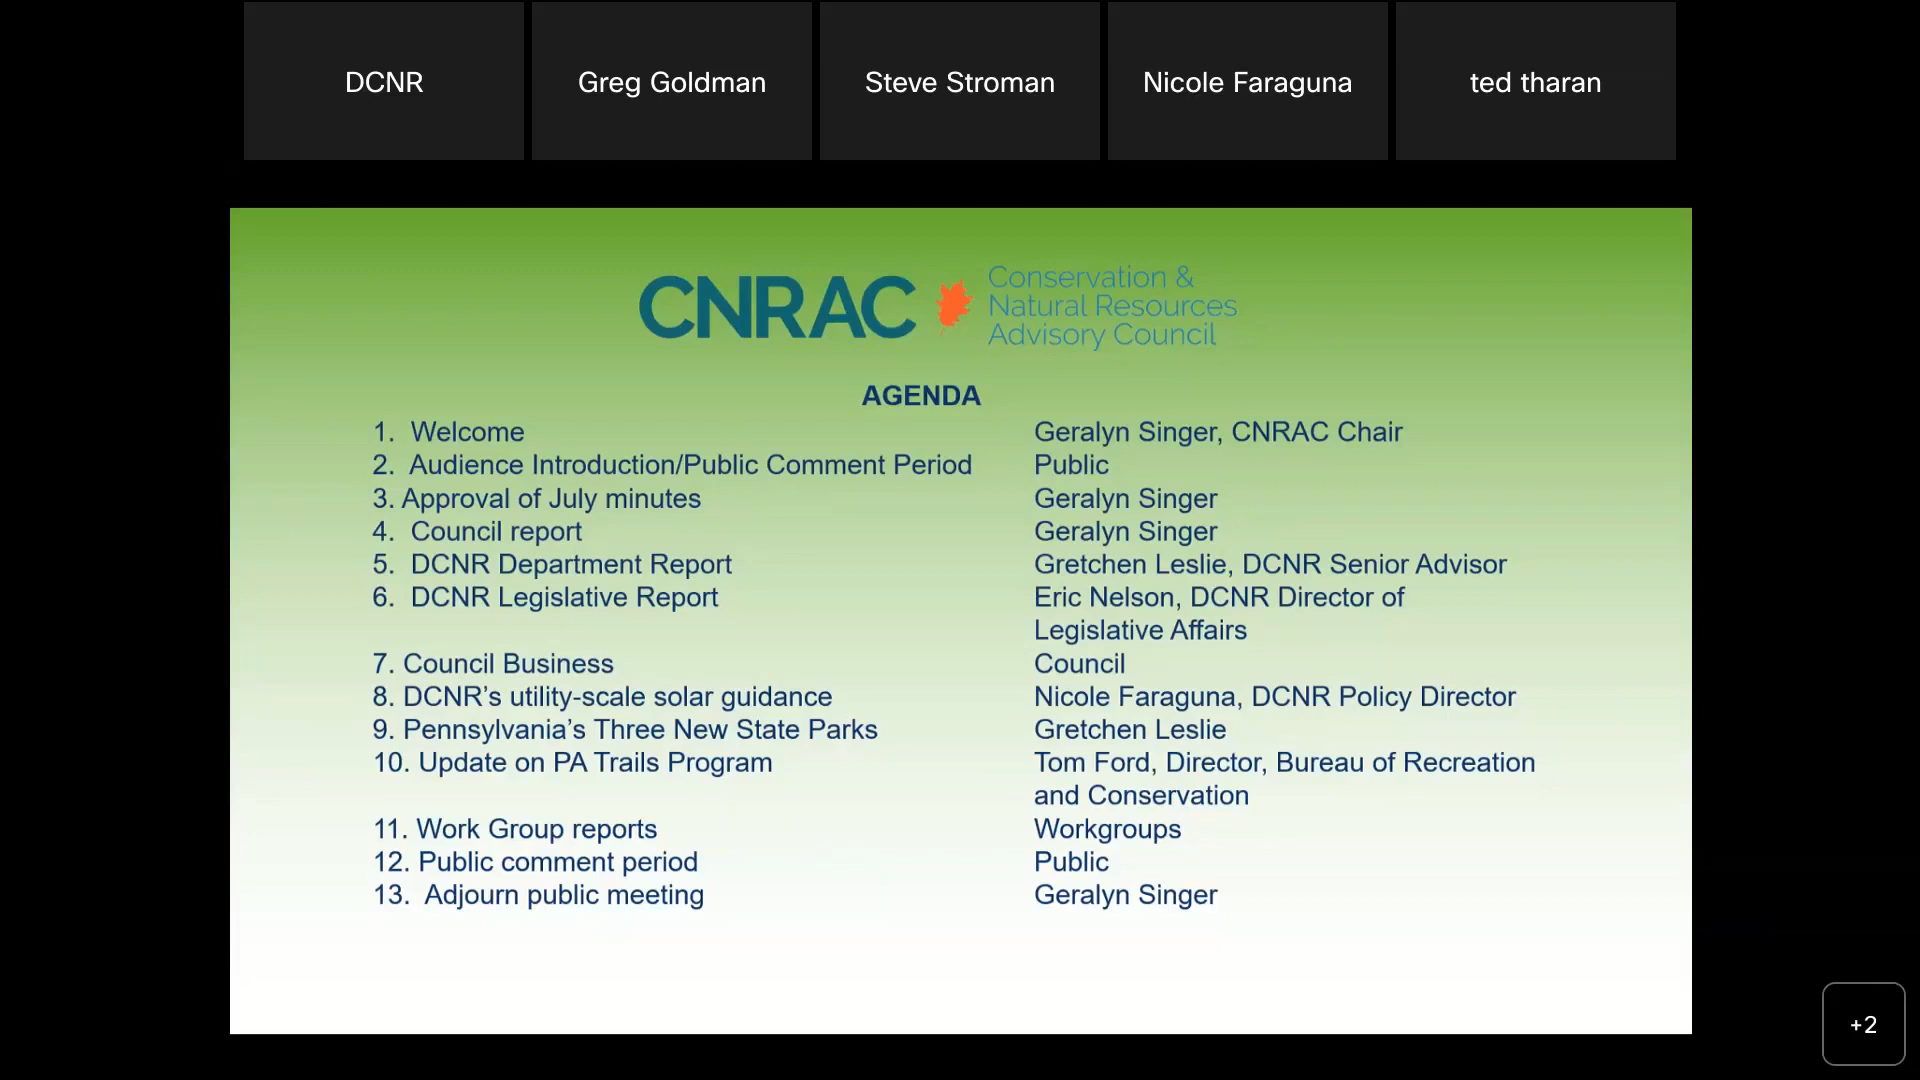 DCNR
Greg Goldman
Steve Stroman
Nicole Faraguna
ted tharan
CNRAC
Conservation &
Natural Resources
Advisory Council
AGENDA
1. Welcome Geralyn Singer, CNRAC Chair
2. Audience Introduction/Public Comment Period Public
3. Approval of July minutes Geralyn Singer
4. Council report Geralyn Singer
5. DCNR Department Report Gretchen Leslie, DCNR Senior Advisor
6. DCNR Legislative Report Eric Nelson, DCNR Director of
Legislative Affairs
7. Council Business Council
8. DCNR’s utility-scale solar guidance Nicole Faraguna, DCNR Policy Director
9. Pennsylvania’s Three New State Parks Gretchen Leslie
10. Update on PA Trails Program Tom Ford, Director, Bureau of Recreation
and Conservation
11. Work Group reports Workgroups
12. Public comment period Public
13. Adjourn public meeting Geralyn Singer
+2